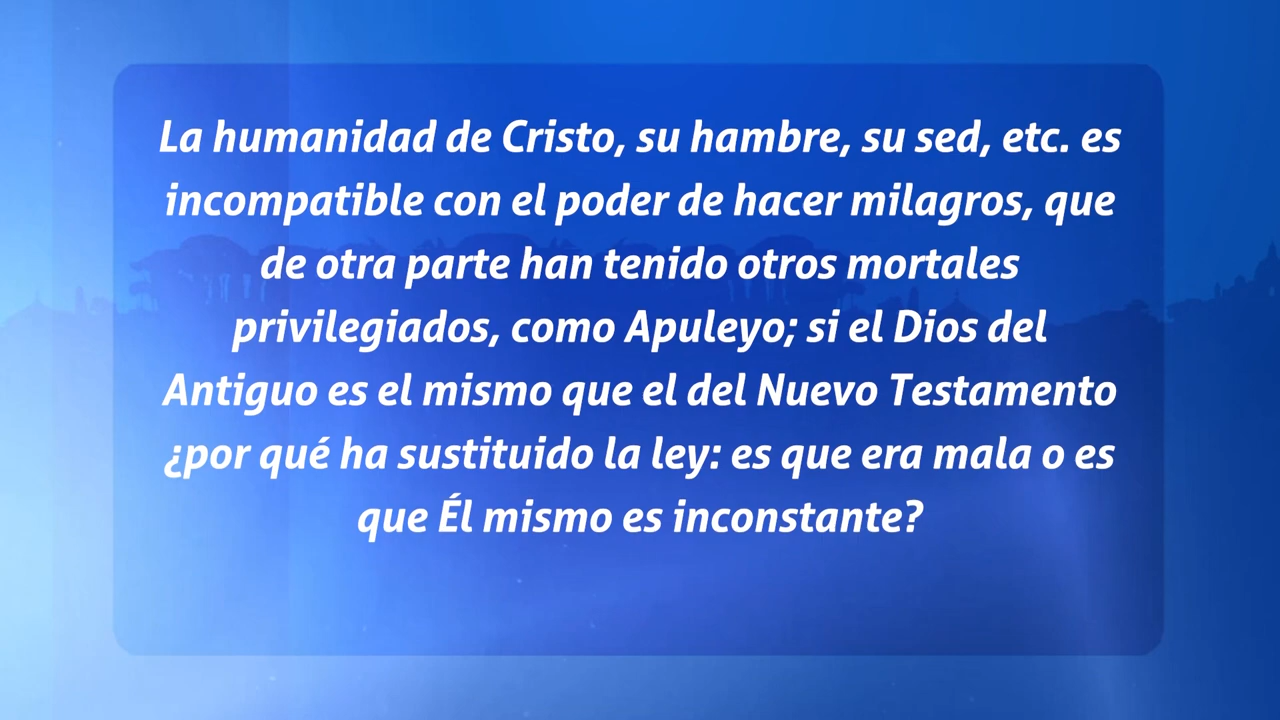 La humanidad de Cristo, su hambre, su sed, etc. es
incompatible con el poder de hacer milagros, que
de otra parte han tenido otros mortales
privilegiados, como Apuleyo; si el Dios del
Antiguo es el mismo que el del Nuevo Testamento
¿por qué ha sustituido la ley: es que era mala o es
que Él mismo es inconstante?